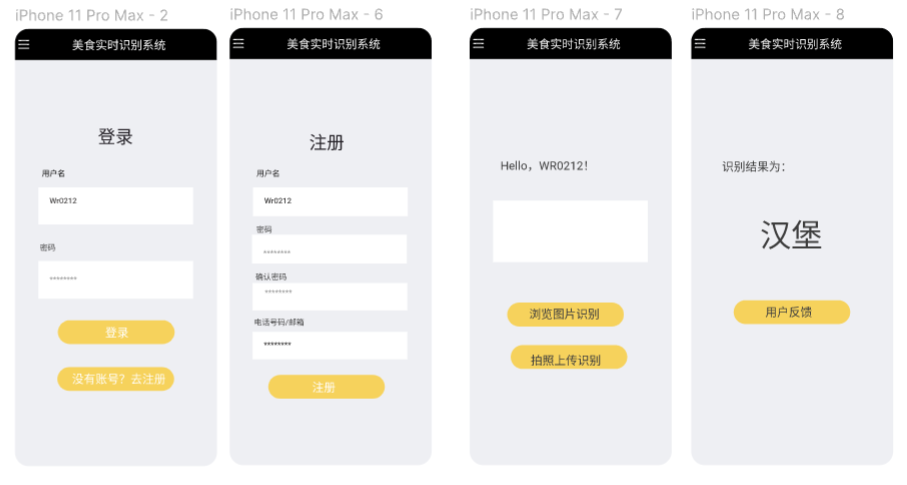 iPhone 11 Pro Max - 2
美食实时识别系统
登录
用户名
Wr0212
密码
********
登录
没有账号？去注册
iPhone 11 Pro Max - 6
美食实时识别系统
注册
用户名
Wr0212
密码
********
确认密码
********
电话号码/邮箱
********
注册
iPhone 11 Pro Max - 7
美食实时识别系统
Hello，WR0212！
浏览图片识别
拍照上传识别
iPhone 11 Pro Max - 8
美食实时识别系统
识别结果为：
汉堡
用户反馈